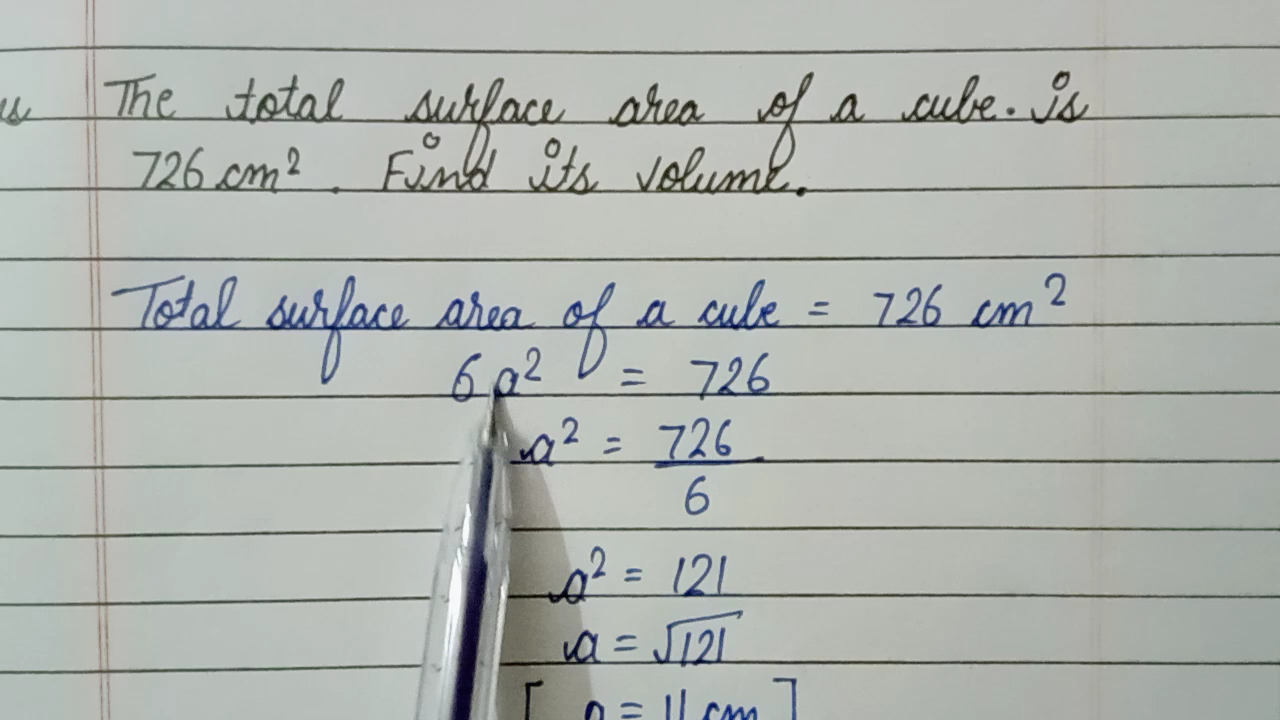 The total surface area of a cube. is
726 cm². Find its volume.
Total surface area of a cube = 726 cm²
6a² = 726
a² = 726/6
a² = 121
a = √121
[a = 11 cm]